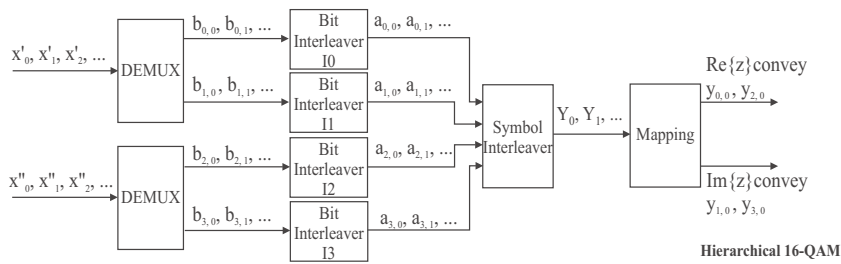 x'0, x'1, x'2, ...
DEMUX
b0, 0, b0, 1, ...
Bit
Interleaver
I0
a0, 0, a0, 1, ...
b1, 0, b1, 1, ...
Bit
Interleaver
I1
a1, 0, a1, 1, ...
x"0, x"1, x"2, ...
DEMUX
b2, 0, b2, 1, ...
Bit
Interleaver
I2
a2, 0, a2, 1, ...
b3, 0, b3, 1, ...
Bit
Interleaver
I3
a3, 0, a3, 1, ...
Symbol
Interleaver
Y0, Y1, ...
Mapping
Re{z}convey
y0, 0, y2, 0
Im{z}convey
y1, 0, y3, 0
Hierarchical 16-QAM